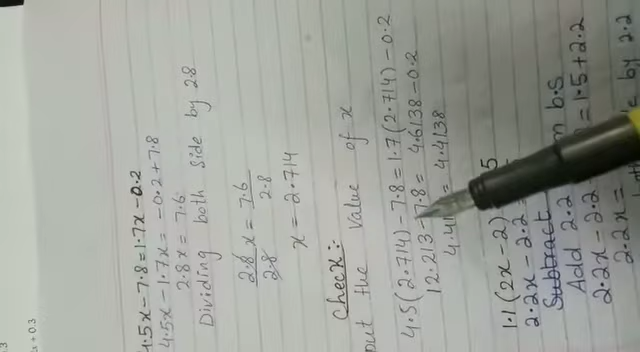 4.5x-7.8=1.7x-0.2
4.5x-1.7x=-0.2+7.8
2.8x=7.6
Dividing both side by 2.8
2.8x/2.8=7.6/2.8
x=2.714
Check:-
put the value of x
4.5(2.714)-7.8=1.7(2.714)-0.2
12.213-7.8=4.6138-0.2
4.41 = 4.4138
1.1(2x-2) 5
2.2x-2.2=
Subtract b.s
Add 2.2 =1.5+2.2
2.2x-2.2
2.2x= by 2.2
x+0.3